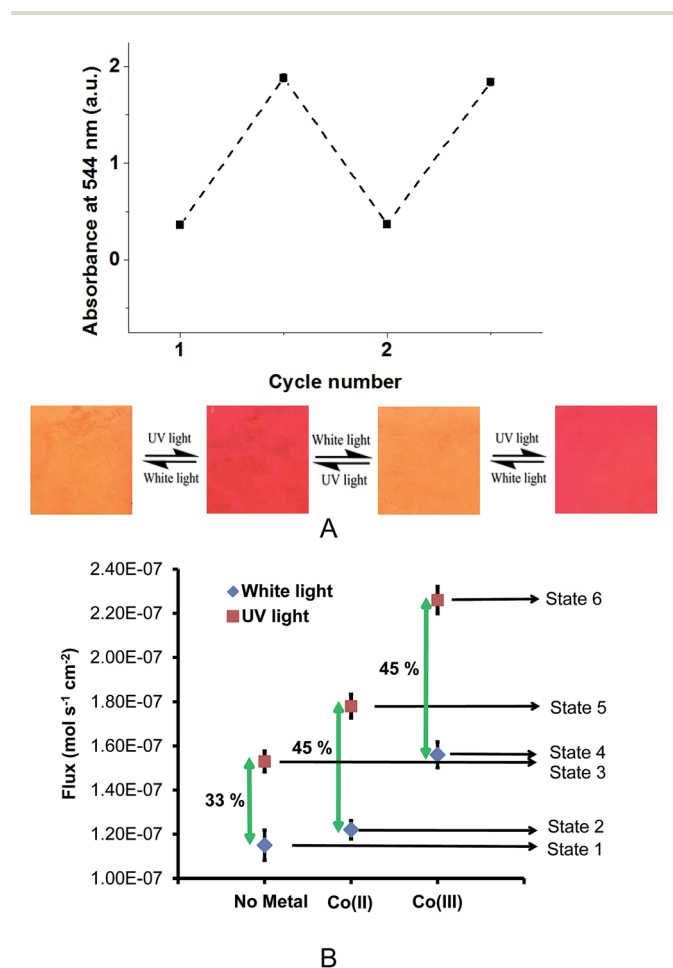 Absorbance at 544 nm (a.u.)
2
1
0
1
2
Cycle number
UV light
White light
White light
UV light
UV light
White light
A
Flux (mol s⁻¹ cm⁻²)
2.40E-07
2.20E-07
2.00E-07
1.80E-07
1.60E-07
1.40E-07
1.20E-07
1.00E-07
White light
UV light
33 %
45 %
45 %
State 6
State 5
State 4
State 3
State 2
State 1
No Metal
Co(II)
Co(III)
B